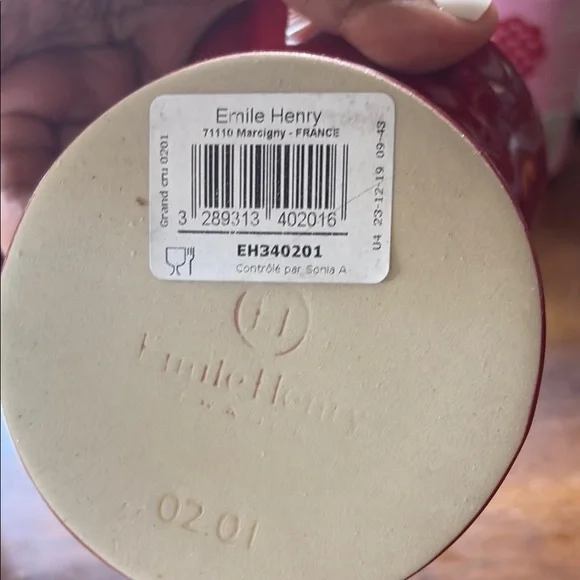 Emile Henry
71110 Marcigny - FRANCE
Grand cru 0201
U4 23-12-19 09-43
3 289313 402016
EH340201
Contrôlé par Sonia A
EH
Emile Henry
02.01